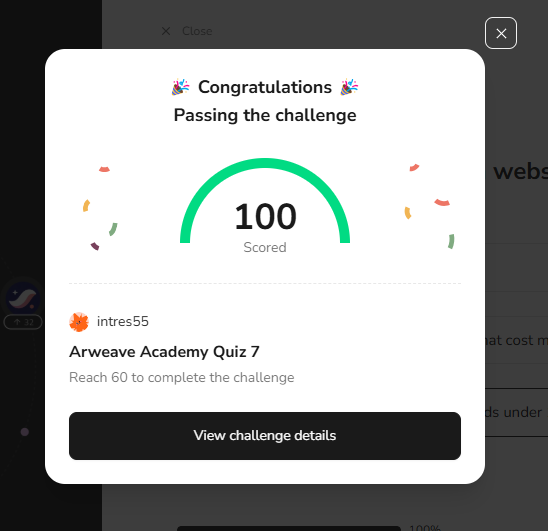 Close
🎉 Congratulations 🎉
Passing the challenge
webs
100
Scored
32
intres55
hat cost m
Arweave Academy Quiz 7
Reach 60 to complete the challenge
ds under
View challenge details
100%